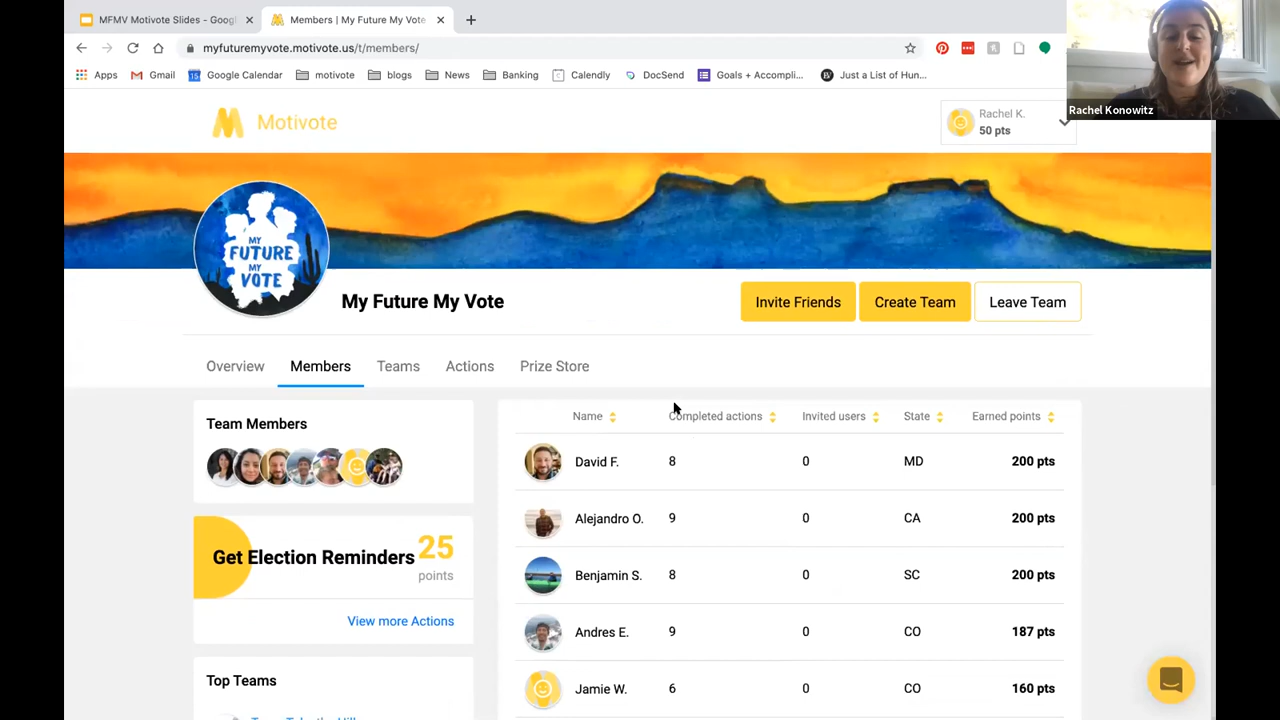 MFMV Motivote Slides - Googl
Members | My Future My Vote
myfuturemyvote.motivote.us/t/members/
Apps
Gmail
15
Google Calendar
motivote
blogs
News
Banking
Calendly
DocSend
Goals + Accompli...
Just a List of Hun...
Rachel Konowitz
Motivote
Rachel K.
50 pts
MY
FUTURE
MY
VOTE
My Future My Vote
Invite Friends
Create Team
Leave Team
Overview
Members
Teams
Actions
Prize Store
Team Members
Get Election Reminders
25
points
View more Actions
Top Teams
Name
Completed actions
Invited users
State
Earned points
David F. 8 0 MD 200 pts
Alejandro O. 9 0 CA 200 pts
Benjamin S. 8 0 SC 200 pts
Andres E. 9 0 CO 187 pts
Jamie W. 6 0 CO 160 pts